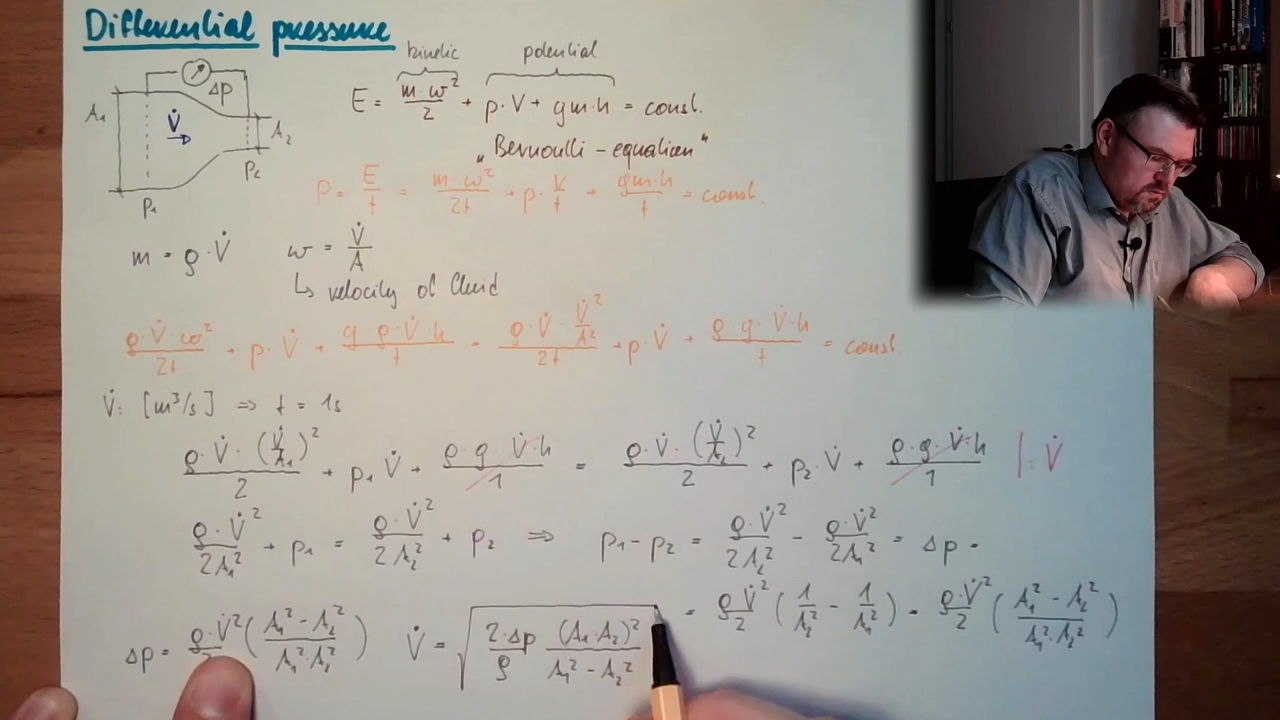 Differential pressure
kinetic potential
E = m·w²/2 + p·V + g·m·h = const.
"Bernoulli-equation"
A₁ Δp V̇ A₂ p₁ p₂
P = E/t = m·w²/2t + p·V/t + g·m·h/t = const.
m = ρ·V̇ w = V̇/A
↳ velocity of fluid
ρ·V̇·w²/2t + p·V̇ + g·ρ·V̇·h/t = ρ·V̇·V̇²/A²/2t + p·V̇ + ρ·g·V̇·h/t = const.
V̇: [m³/s] ⇒ t = 1s
ρ·V̇·(V̇/A₁)²/2 + p₁V̇ + ρ·g·V̇·h/1 = ρ·V̇·(V̇/A₂)²/2 + p₂·V̇ + ρ·g·V̇·h/1 | : V̇
ρ·V̇²/2A₁² + p₁ = ρ·V̇²/2A₂² + p₂ ⇒ p₁-p₂ = ρ·V̇²/2A₂² - ρ·V̇²/2A₁² = Δp =
= ρV̇²/2 (1/A₂² - 1/A₁²) = ρ·V̇²/2 (A₁² - A₂²/A₁²·A₂²)
Δp = ρ·V̇²/2 (A₁² - A₂²/A₁²·A₂²) V̇ = √(2·Δp/ρ (A₁·A₂)²/A₁² - A₂²)